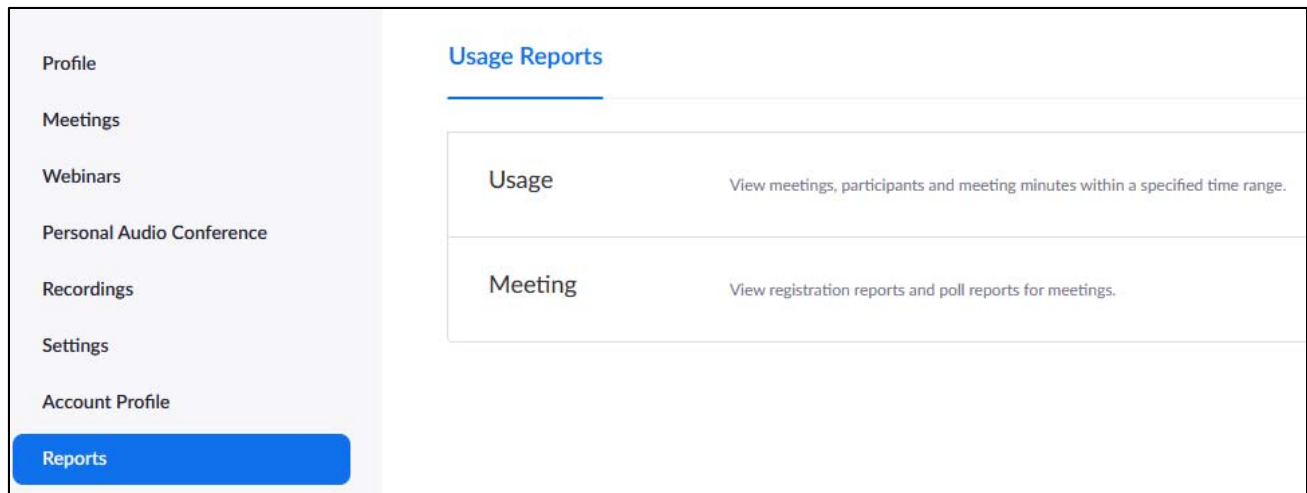 Profile
Meetings
Webinars
Personal Audio Conference
Recordings
Settings
Account Profile
Reports
Usage Reports
Usage
View meetings, participants and meeting minutes within a specified time range.
Meeting
View registration reports and poll reports for meetings.